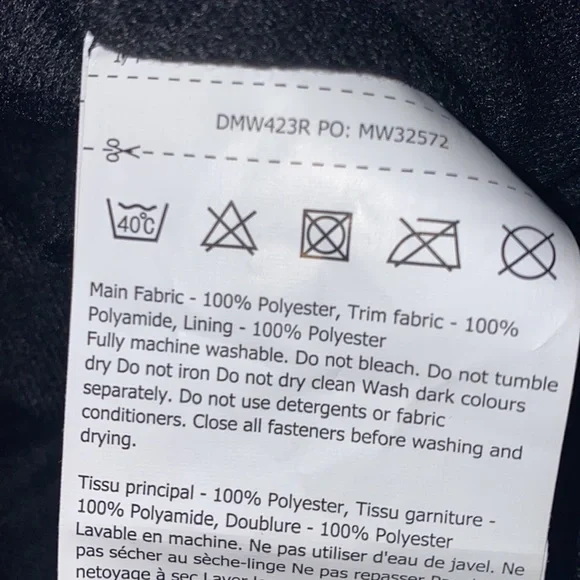 DMW423R PO: MW32572
40°C
Main Fabric - 100% Polyester, Trim fabric - 100%
Polyamide, Lining - 100% Polyester
Fully machine washable. Do not bleach. Do not tumble
dry Do not iron Do not dry clean Wash dark colours
separately. Do not use detergents or fabric
conditioners. Close all fasteners before washing and
drying.
Tissu principal - 100% Polyester, Tissu garniture -
100% Polyamide, Doublure - 100% Polyester
Lavable en machine. Ne pas utiliser d'eau de javel. Ne
pas sécher au sèche-linge Ne pas repasser
nettoyage à sec